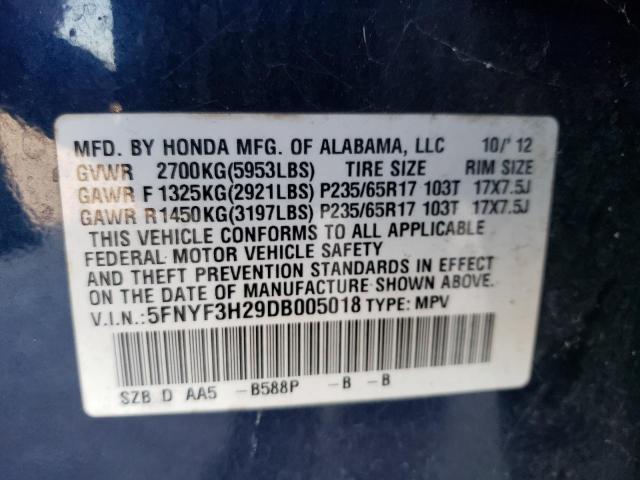 MFD. BY HONDA MFG. OF ALABAMA, LLC 10/'12
GVWR 2700KG(5953LBS) TIRE SIZE RIM SIZE
GAWR F 1325KG(2921LBS) P235/65R17 103T 17X7.5J
GAWR R 1450KG(3197LBS) P235/65R17 103T 17X7.5J
THIS VEHICLE CONFORMS TO ALL APPLICABLE
FEDERAL MOTOR VEHICLE SAFETY
AND THEFT PREVENTION STANDARDS IN EFFECT
ON THE DATE OF MANUFACTURE SHOWN ABOVE.
V.I.N.:5FNYF3H29DB005018 TYPE: MPV
SZB D AA5 -B588P -B -B